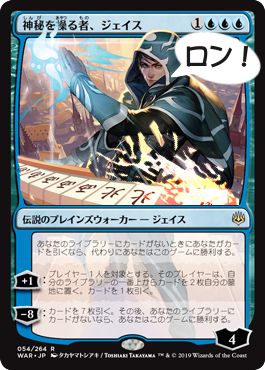 神秘を操る者、ジェイス 1
しんぴ あやつ もの
ロン！
北北
伝説のプレインズウォーカー — ジェイス
あなたのライブラリーにカードがないときにあなたがカー
ドを引くなら、代わりにあなたはこのゲームに勝利する。
+1 : プレイヤー1人を対象とする。そのプレイヤーは、自
分のライブラリーの一番上からカードを2枚自分の墓
地に置く。カードを1枚引く。
-8 : カードを7枚引く。その後、あなたのライブラリーに
カードがないなら、あなたはこのゲームに勝利する。
4
054/264 R
WAR・JP タカヤマトシアキ / TOSHIAKI TAKAYAMA ™ & © 2019 Wizards of the Coast